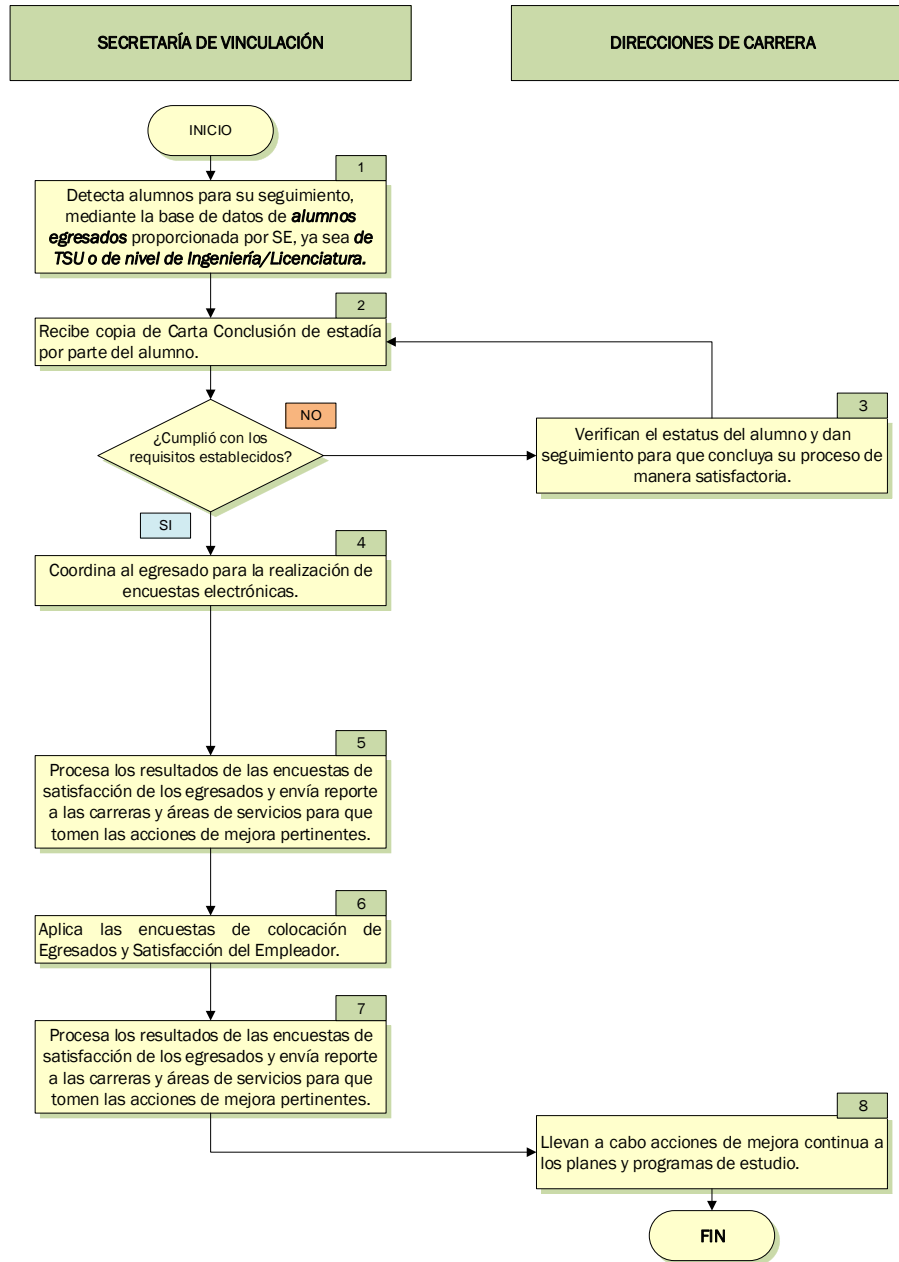 SECRETARÍA DE VINCULACIÓN
DIRECCIONES DE CARRERA
INICIO
1
Detecta alumnos para su seguimiento,
mediante la base de datos de alumnos
egresados proporcionada por SE, ya sea de
TSU o de nivel de Ingeniería/Licenciatura.
2
Recibe copia de Carta Conclusión de estadía
por parte del alumno.
¿Cumplió con los
requisitos establecidos?
NO
3
Verifican el estatus del alumno y dan
seguimiento para que concluya su proceso de
manera satisfactoria.
SI
4
Coordina al egresado para la realización de
encuestas electrónicas.
5
Procesa los resultados de las encuestas de
satisfacción de los egresados y envía reporte
a las carreras y áreas de servicios para que
tomen las acciones de mejora pertinentes.
6
Aplica las encuestas de colocación de
Egresados y Satisfacción del Empleador.
7
Procesa los resultados de las encuestas de
satisfacción de los egresados y envía reporte
a las carreras y áreas de servicios para que
tomen las acciones de mejora pertinentes.
8
Llevan a cabo acciones de mejora continua a
los planes y programas de estudio.
FIN